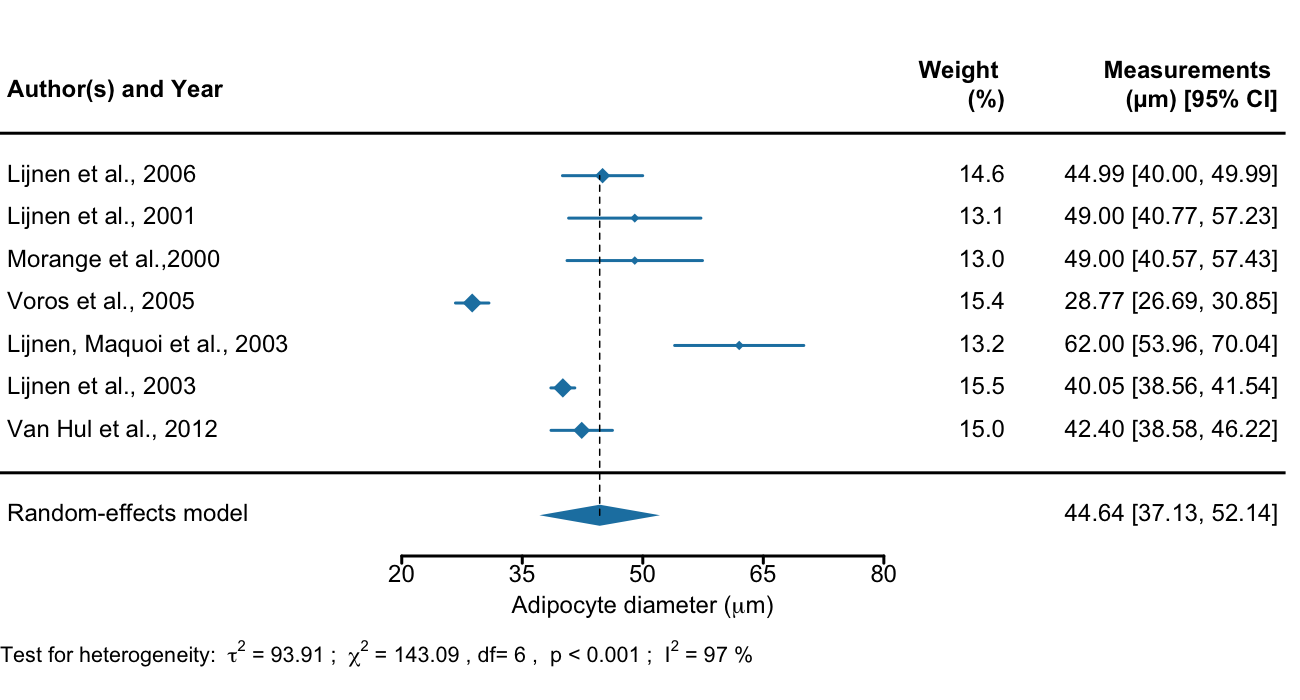 Author(s) and Year Weight (%) Measurements (µm) [95% CI]
Lijnen et al., 2006 14.6 44.99 [40.00, 49.99]
Lijnen et al., 2001 13.1 49.00 [40.77, 57.23]
Morange et al.,2000 13.0 49.00 [40.57, 57.43]
Voros et al., 2005 15.4 28.77 [26.69, 30.85]
Lijnen, Maquoi et al., 2003 13.2 62.00 [53.96, 70.04]
Lijnen et al., 2003 15.5 40.05 [38.56, 41.54]
Van Hul et al., 2012 15.0 42.40 [38.58, 46.22]
Random-effects model 44.64 [37.13, 52.14]
20 35 50 65 80
Adipocyte diameter (μm)
Test for heterogeneity: τ² = 93.91 ; χ² = 143.09 , df= 6 , p < 0.001 ; I² = 97 %